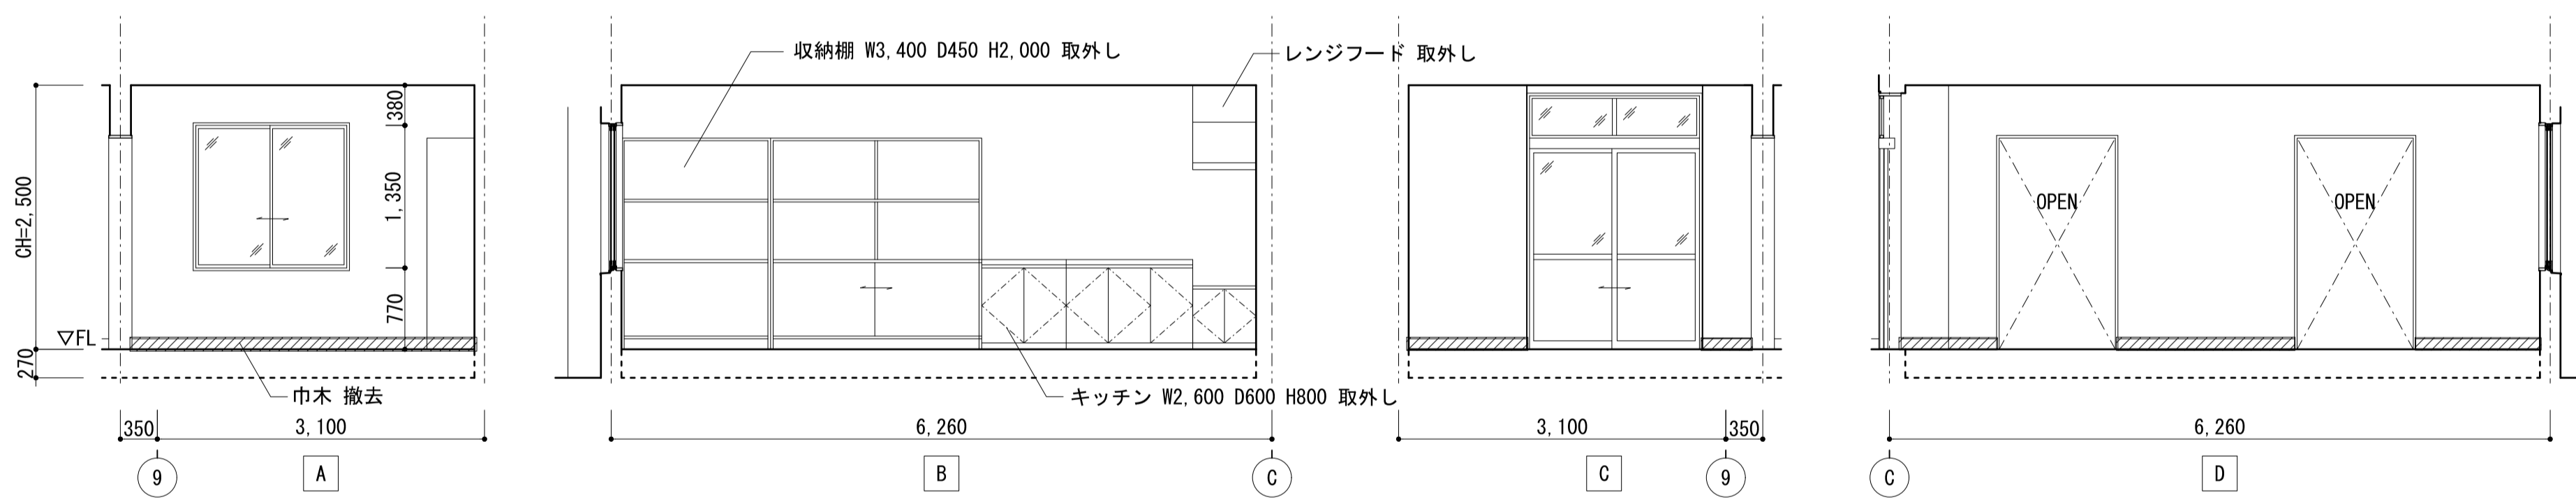 収納棚 W3,400 D450 H2,000 取外し
レンジフード 取外し
380
CH=2,500
1,350
OPEN
OPEN
770
▽FL
270
巾木 撤去
キッチン W2,600 D600 H800 取外し
350
3,100
6,260
3,100
350
6,260
9
A
B
C
C
9
C
D